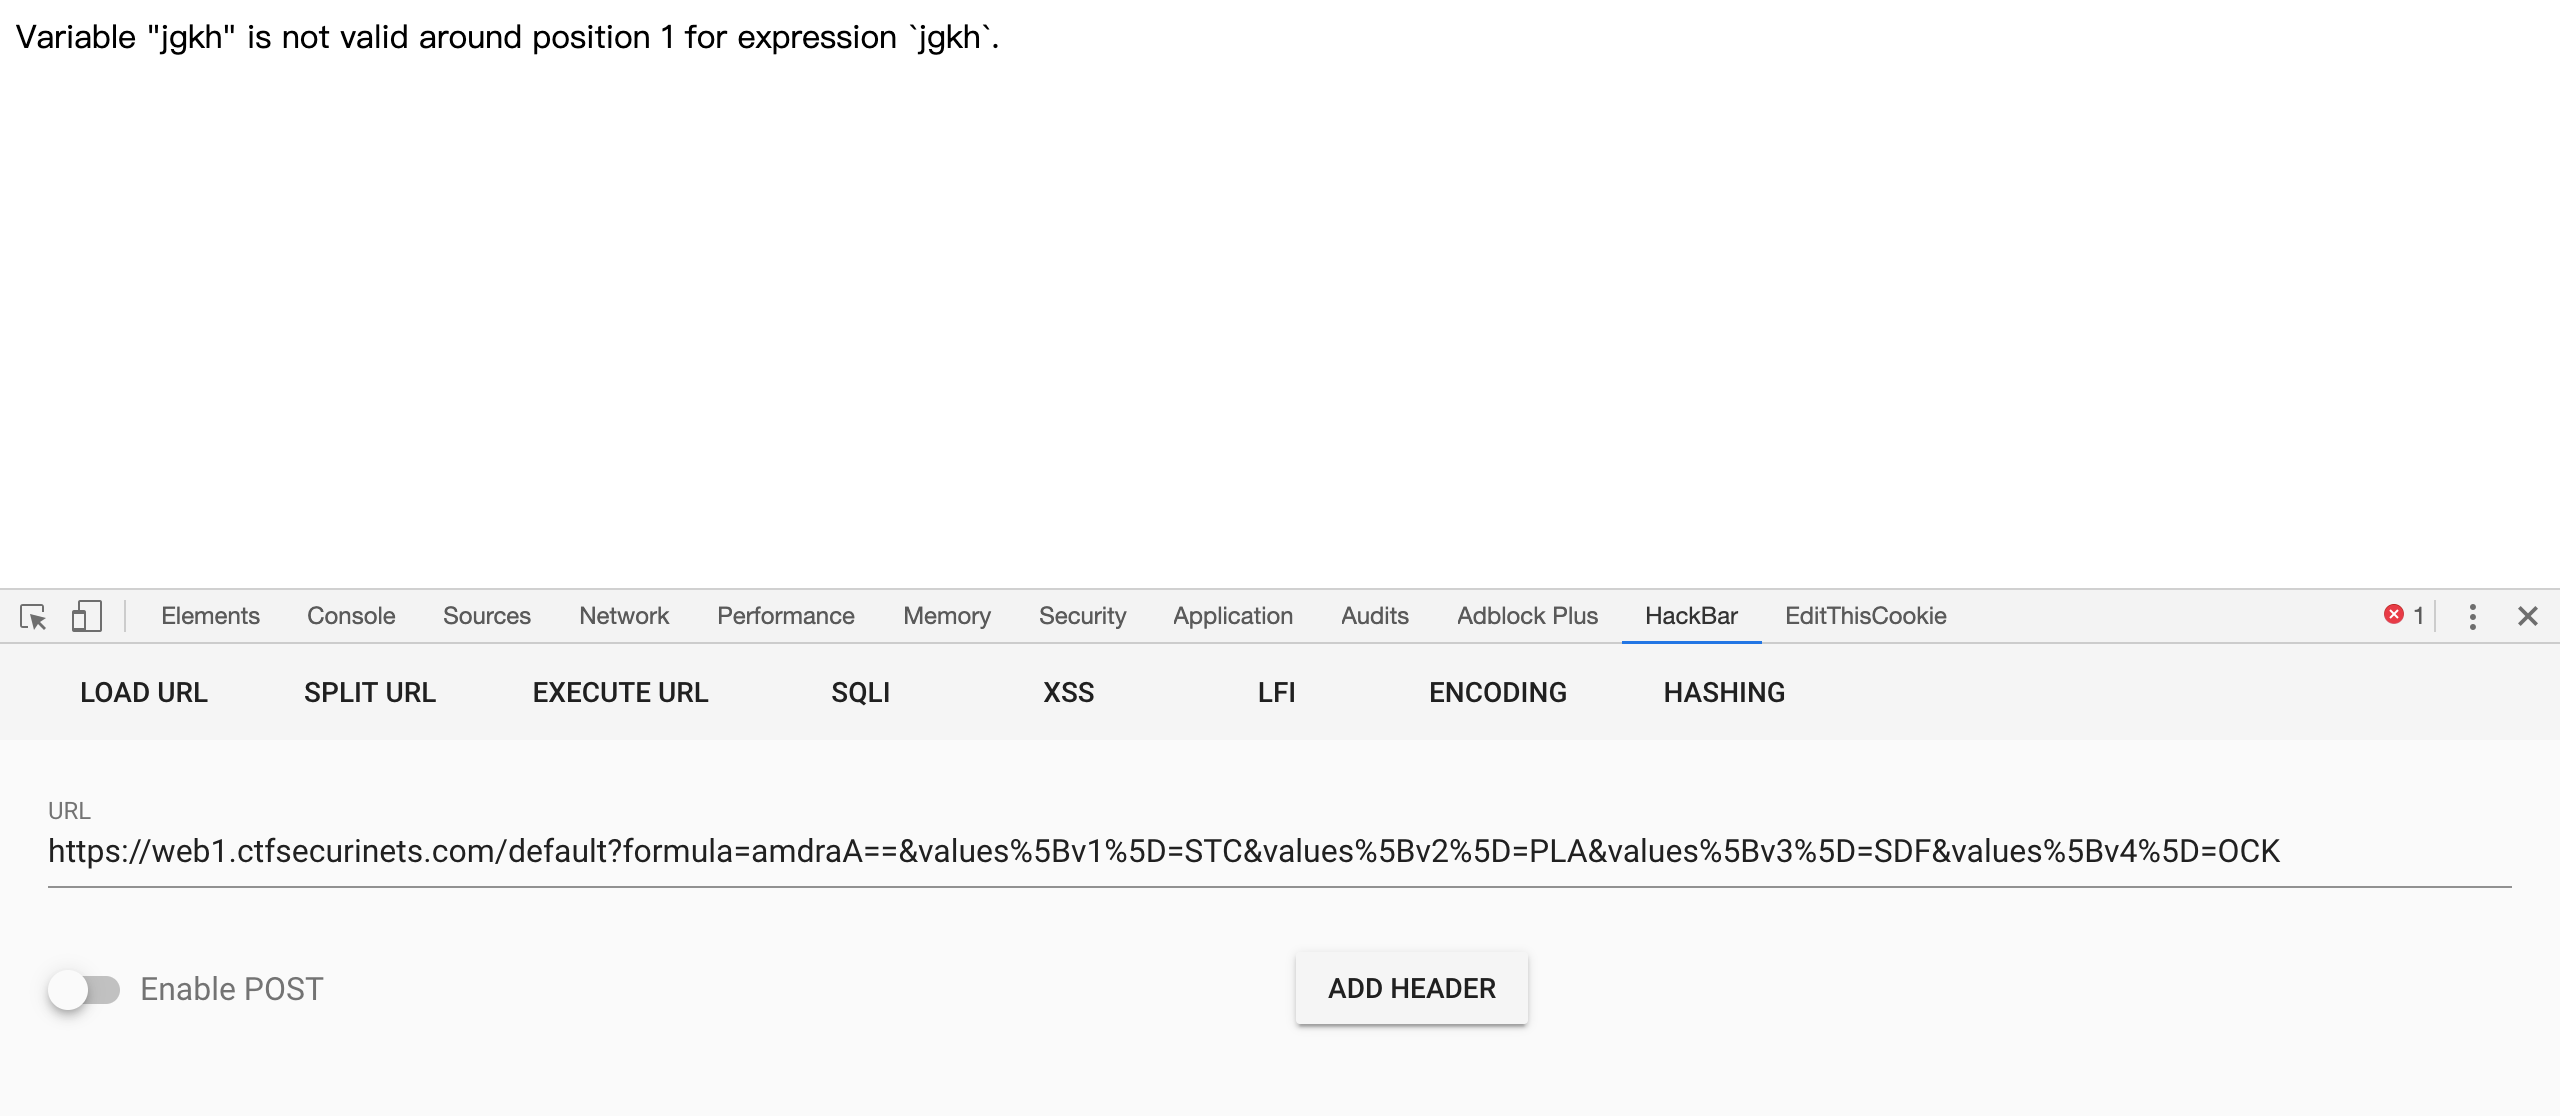 Variable "jgkh" is not valid around position 1 for expression `jgkh`.
Elements Console Sources Network Performance Memory Security Application Audits Adblock Plus HackBar EditThisCookie 1
LOAD URL SPLIT URL EXECUTE URL SQLI XSS LFI ENCODING HASHING
URL
https://web1.ctfsecurinets.com/default?formula=amdraA==&values%5Bv1%5D=STC&values%5Bv2%5D=PLA&values%5Bv3%5D=SDF&values%5Bv4%5D=OCK
Enable POST ADD HEADER